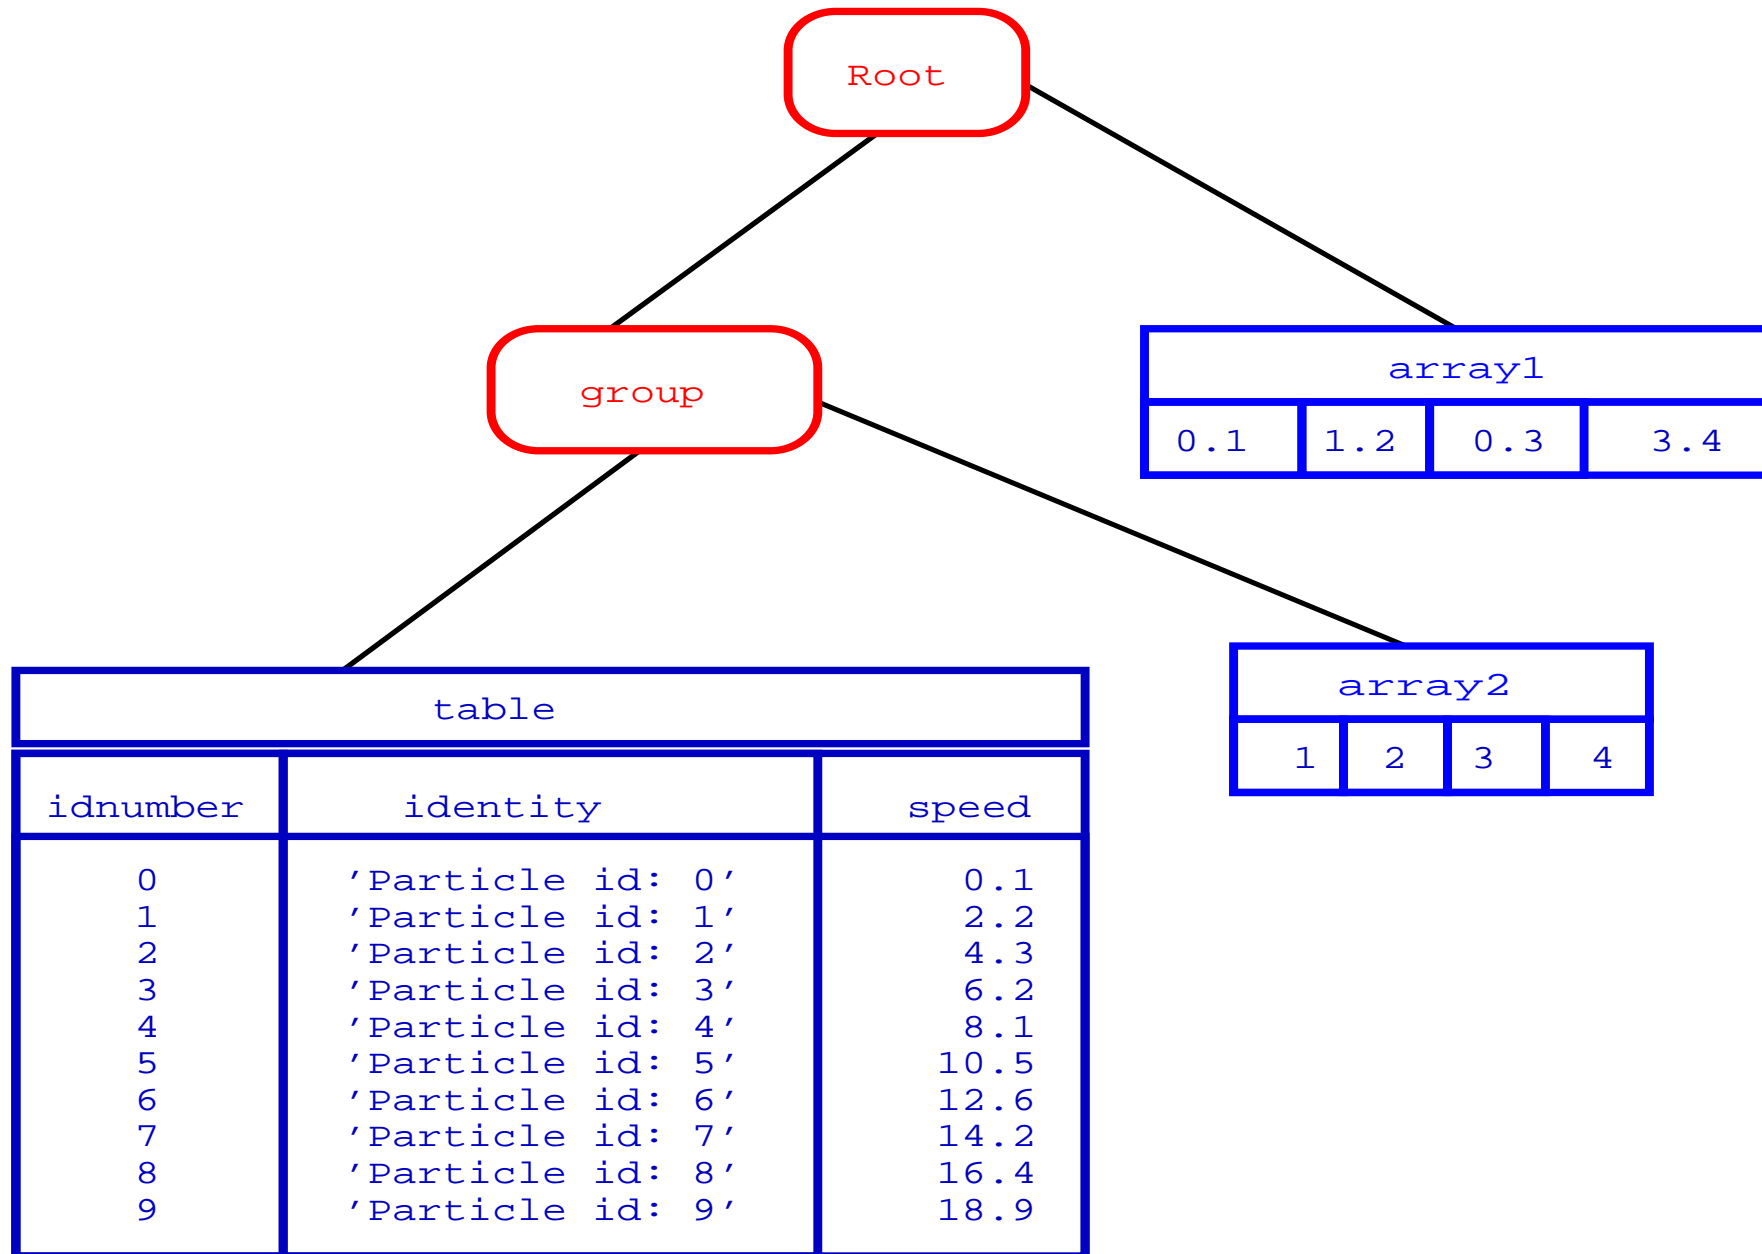 Root
group
array1
0.1 1.2 0.3 3.4
table
array2
1 2 3 4
idnumber identity speed
0 'Particle id: 0' 0.1
1 'Particle id: 1' 2.2
2 'Particle id: 2' 4.3
3 'Particle id: 3' 6.2
4 'Particle id: 4' 8.1
5 'Particle id: 5' 10.5
6 'Particle id: 6' 12.6
7 'Particle id: 7' 14.2
8 'Particle id: 8' 16.4
9 'Particle id: 9' 18.9